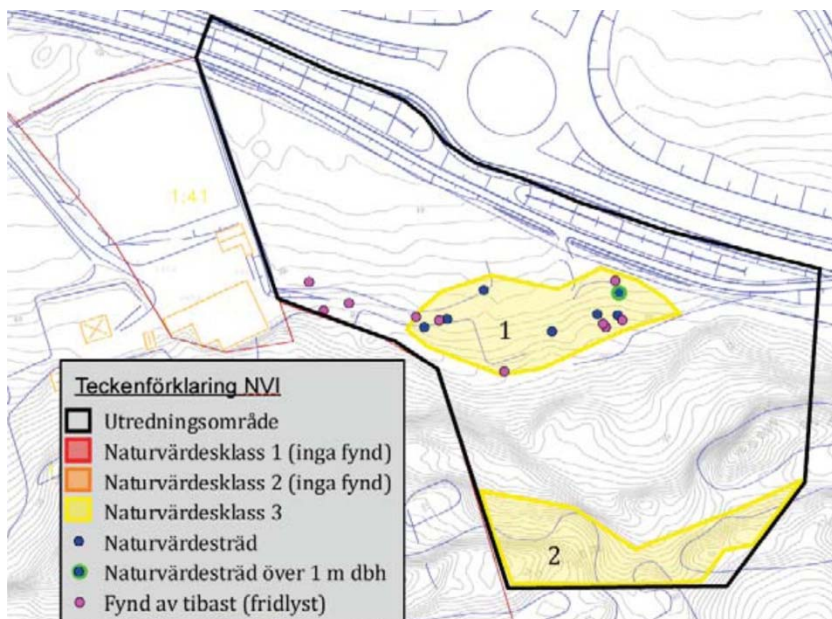 1:41
1
2
Teckenförklaring NVI
Utredningsområde
Naturvärdesklass 1 (inga fynd)
Naturvärdesklass 2 (inga fynd)
Naturvärdesklass 3
Naturvärdesträd
Naturvärdesträd över 1 m dbh
Fynd av tibast (fridlyst)